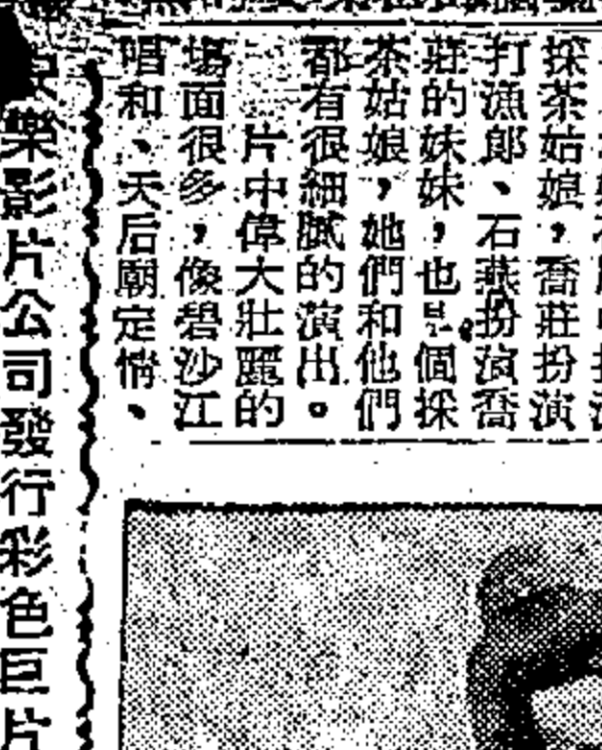 採茶姑娘，喬莊扮演
打漁郎、石燕扮演喬
莊的妹妹，也是個採
茶姑娘，她們和他們
都有很細膩的演出。
片中偉大壯麗的
場面很多，像碧沙江
唱和、天后廟定情、
樂影片公司發行彩色巨片